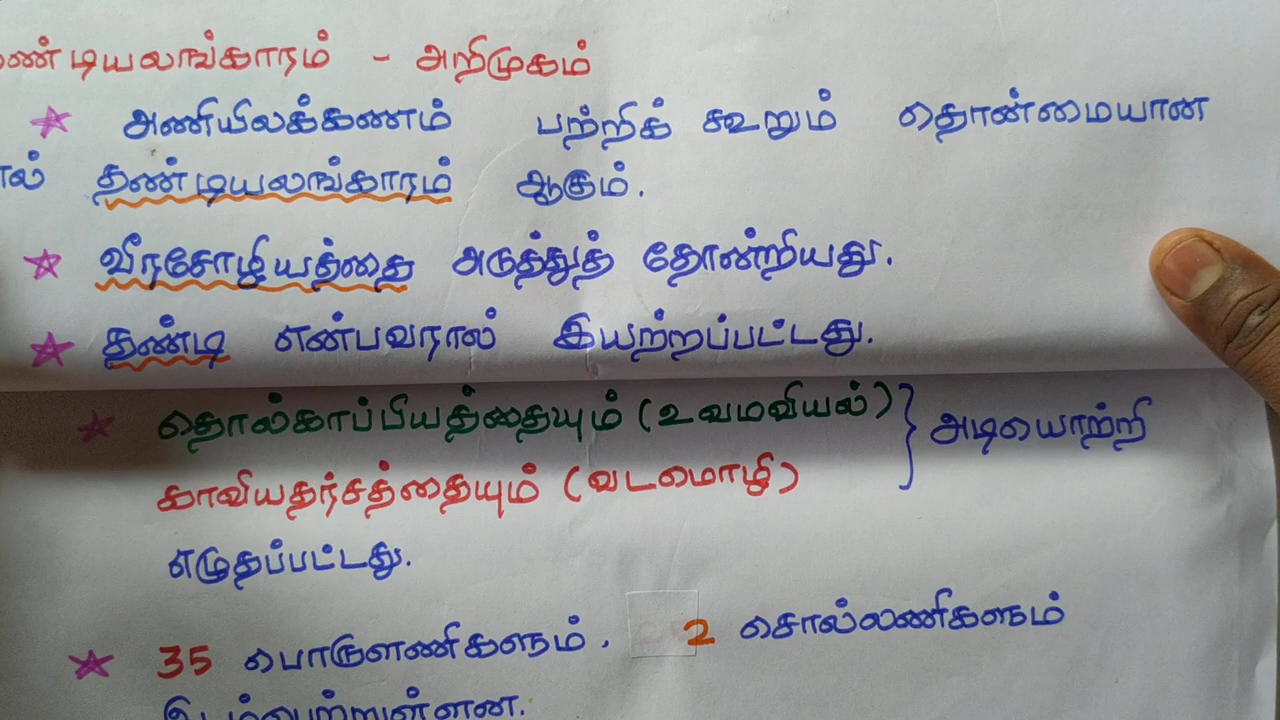 ண்டியலங்காரம் - அறிமுகம்
அணியிலக்கணம் பற்றிக் கூறும் தொன்மையான
ால் தண்டியலங்காரம் ஆகும்.
வீரசோழியத்தை அடுத்துத் தோன்றியது.
தண்டி என்பவரால் இயற்றப்பட்டது.
தொல்காப்பியத்தையும் (உவமவியல்) } அடியொற்றி
காவியதர்சத்தையும் (வடமொழி)
எழுதப்பட்டது.
35 பொருளணிகளும். 2 சொல்லணிகளும்
இடம்பெற்றுள்ளன.